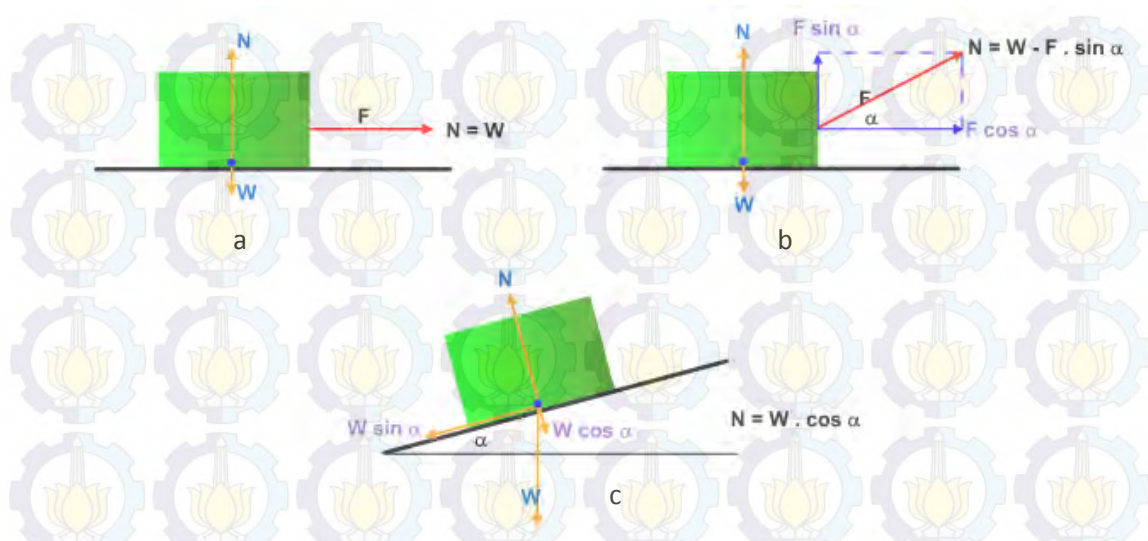 N
F
N = W
W
a
N
F sin α
N = W - F . sin α
F
α
F cos α
W
b
N
W sin α
α
W cos α
N = W . cos α
W
c